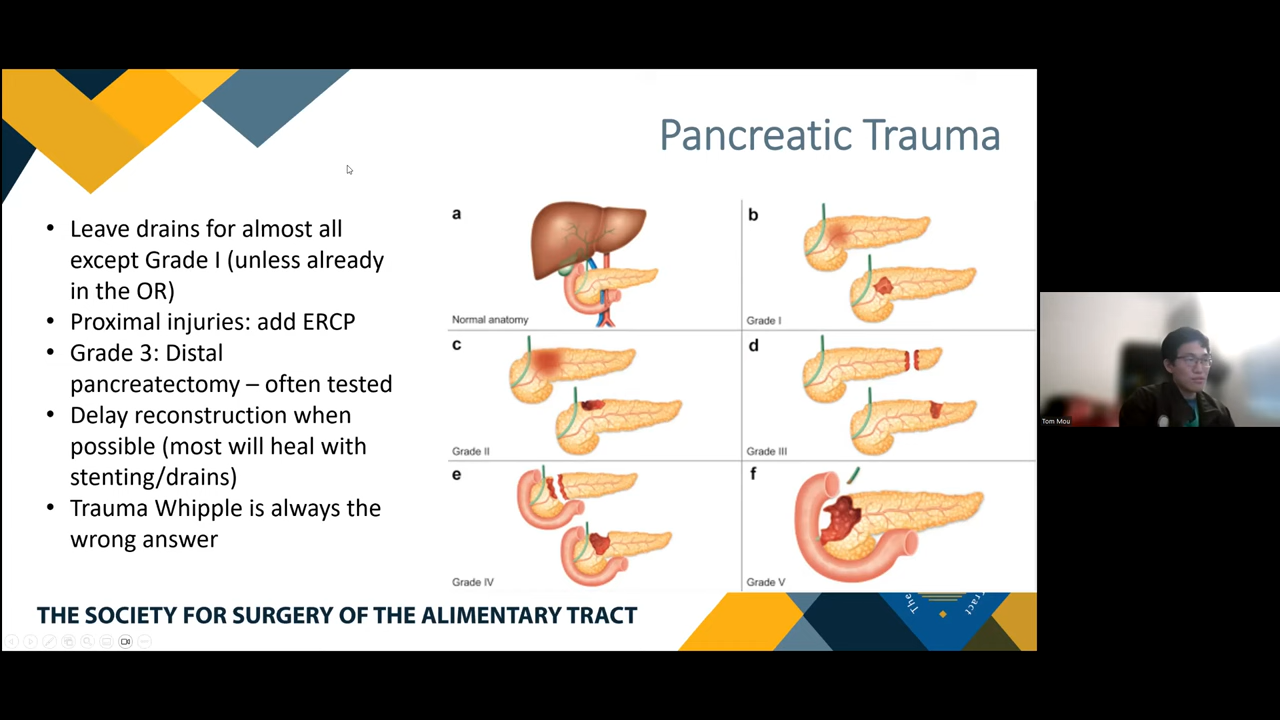 Pancreatic Trauma
• Leave drains for almost all
except Grade I (unless already
in the OR)
• Proximal injuries: add ERCP
• Grade 3: Distal
pancreatectomy – often tested
• Delay reconstruction when
possible (most will heal with
stenting/drains)
• Trauma Whipple is always the
wrong answer
a
Normal anatomy
b
Grade I
c
Grade II
d
Grade III
e
Grade IV
f
Grade V
THE SOCIETY FOR SURGERY OF THE ALIMENTARY TRACT
The
Tract
Tom Mou